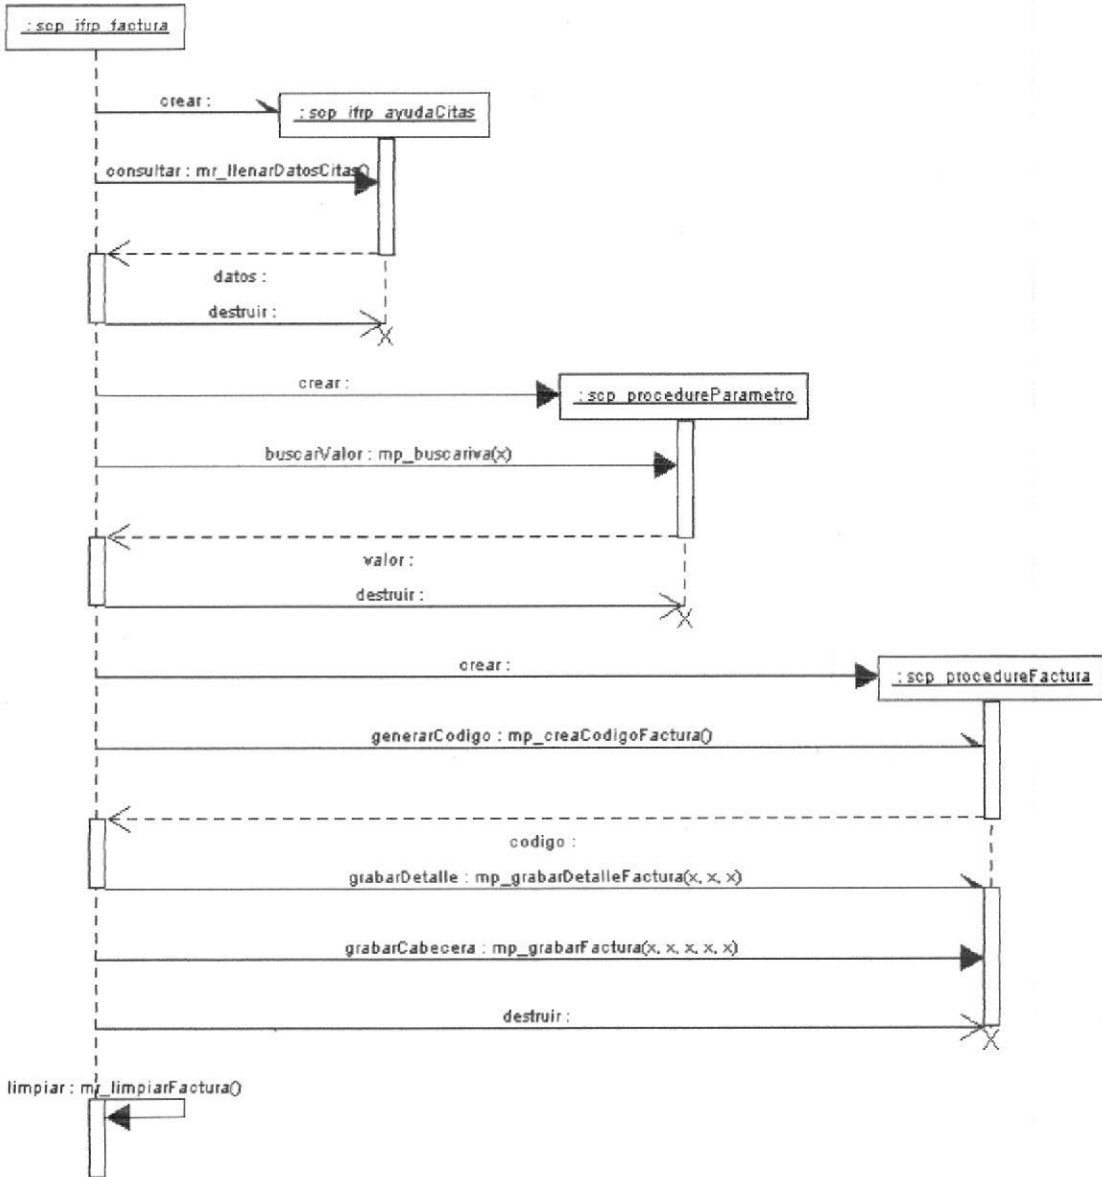 : scp_ifrp_factura
crear :
: scp_ifrp_ayudaCitas
consultar : mr_llenarDatosCitas()
datos :
destruir :
X
crear :
: scp_procedureParametro
buscarValor : mp_buscariva(x)
valor :
destruir :
X
crear :
: scp_procedureFactura
generarCodigo : mp_creaCodigoFactura()
codigo :
grabarDetalle : mp_grabarDetalleFactura(x, x, x)
grabarCabecera : mp_grabarFactura(x, x, x, x, x)
destruir :
X
limpiar : mr_limpiarFactura()